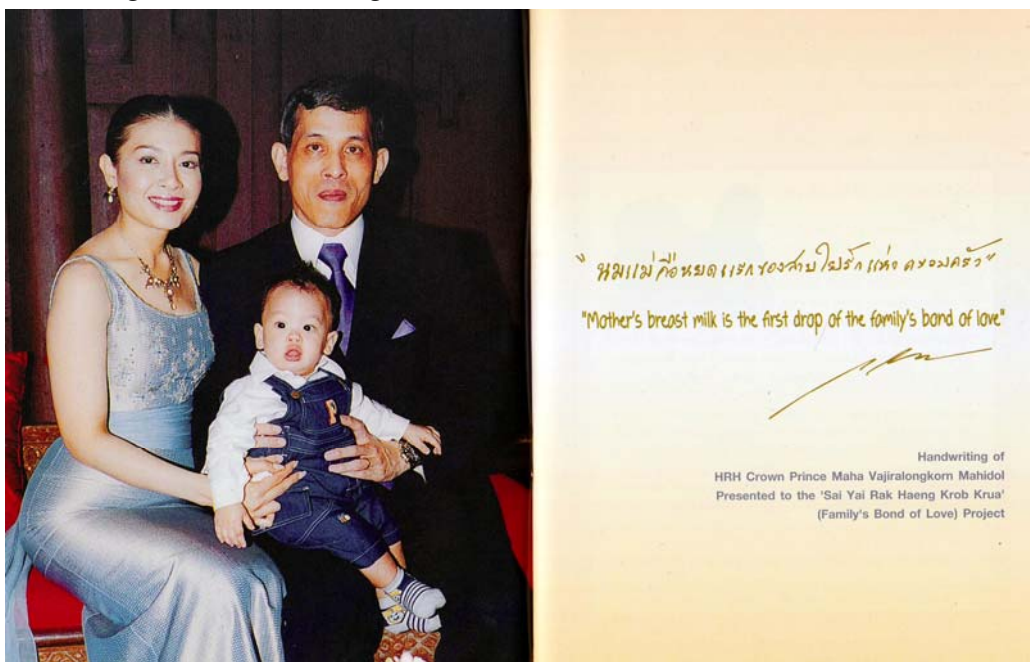 "นมแม่คือหยดแรกของสายใยรักแห่งครอบครัว"
"Mother's breast milk is the first drop of the family's bond of love"
Handwriting of
HRH Crown Prince Maha Vajiralongkorn Mahidol
Presented to the 'Sai Yai Rak Haeng Krob Krua'
(Family's Bond of Love) Project